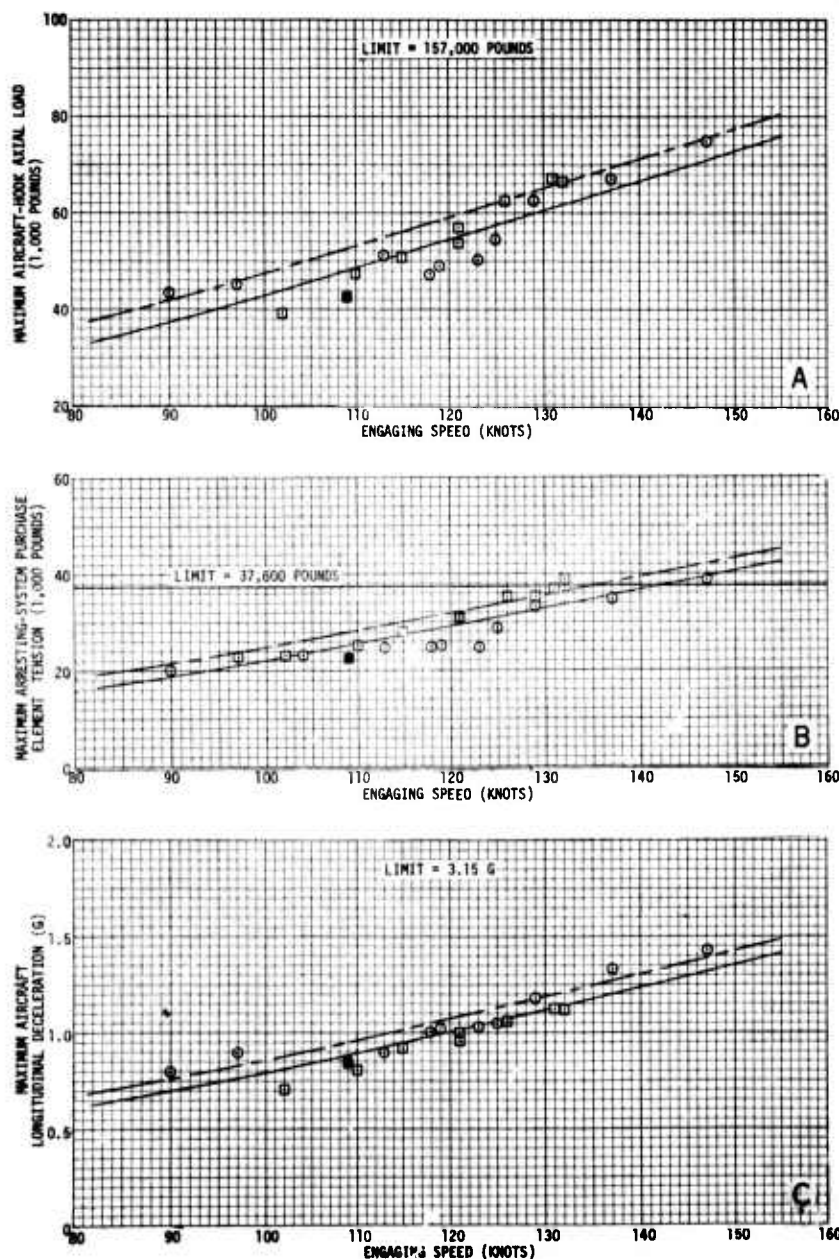 100
80
60
40
20
MAXIMUM AIRCRAFT-HOOK AXIAL LOAD
(1,000 POUNDS)
LIMIT = 157,000 POUNDS
A
80 90 100 110 120 130 140 150 160
ENGAGING SPEED (KNOTS)
60
40
20
0
MAXIMUM ARRESTING-SYSTEM PURCHASE
ELEMENT TENSION (1,000 POUNDS)
LIMIT = 37,600 POUNDS
B
80 90 100 110 120 130 140 150 160
ENGAGING SPEED (KNOTS)
2.0
1.5
1.0
0.5
0
MAXIMUM AIRCRAFT
LONGITUDINAL DECELERATION (G)
LIMIT = 3.15 G
C
80 90 100 110 120 130 140 150 160
ENGAGING SPEED (KNOTS)